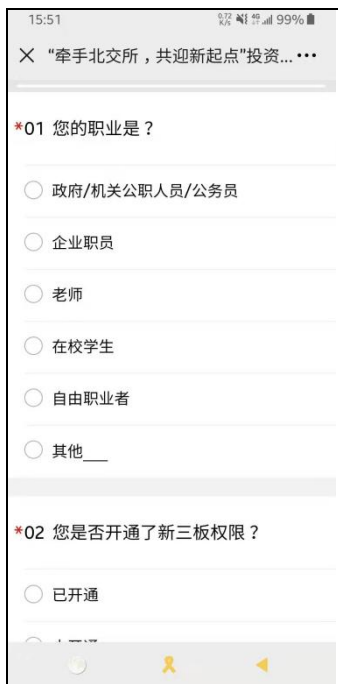 15:51
0.72 K/s 4G 99%
“牵手北交所，共迎新起点”投资...
*01 您的职业是？
政府/机关公职人员/公务员
企业职员
老师
在校学生
自由职业者
其他___
*02 您是否开通了新三板权限？
已开通